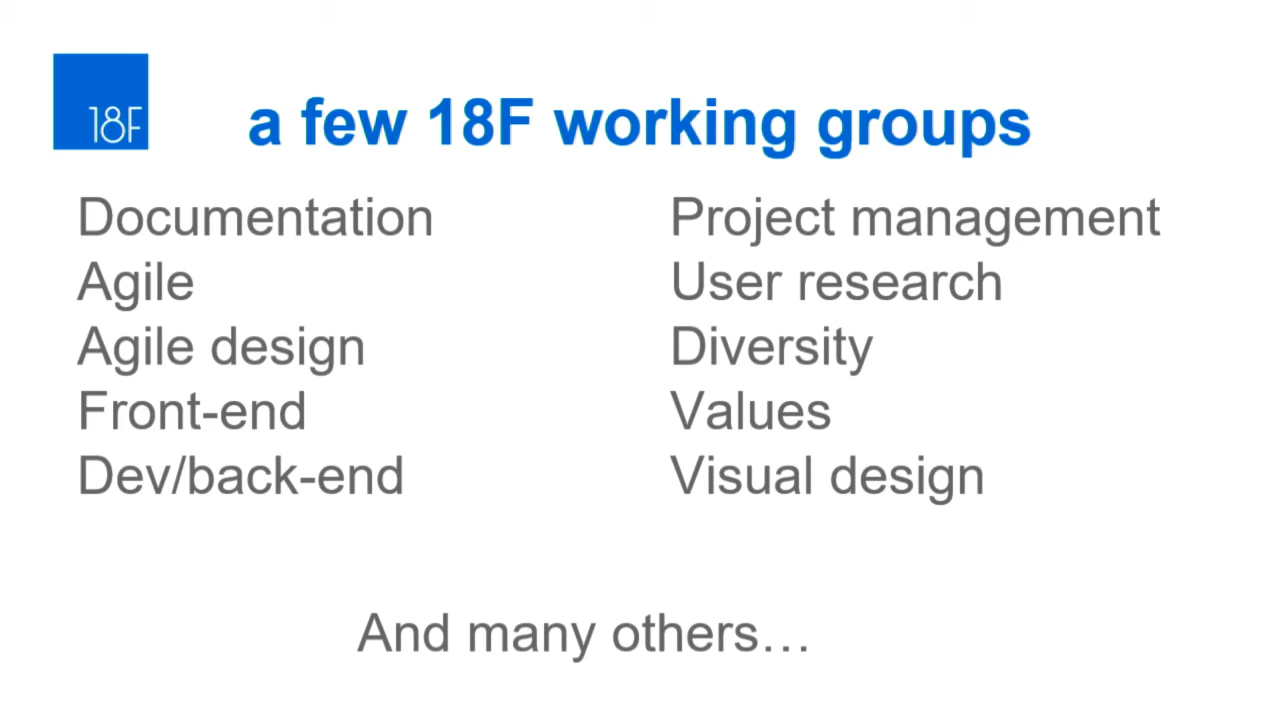 18F
a few 18F working groups
Documentation
Agile
Agile design
Front-end
Dev/back-end
Project management
User research
Diversity
Values
Visual design
And many others…